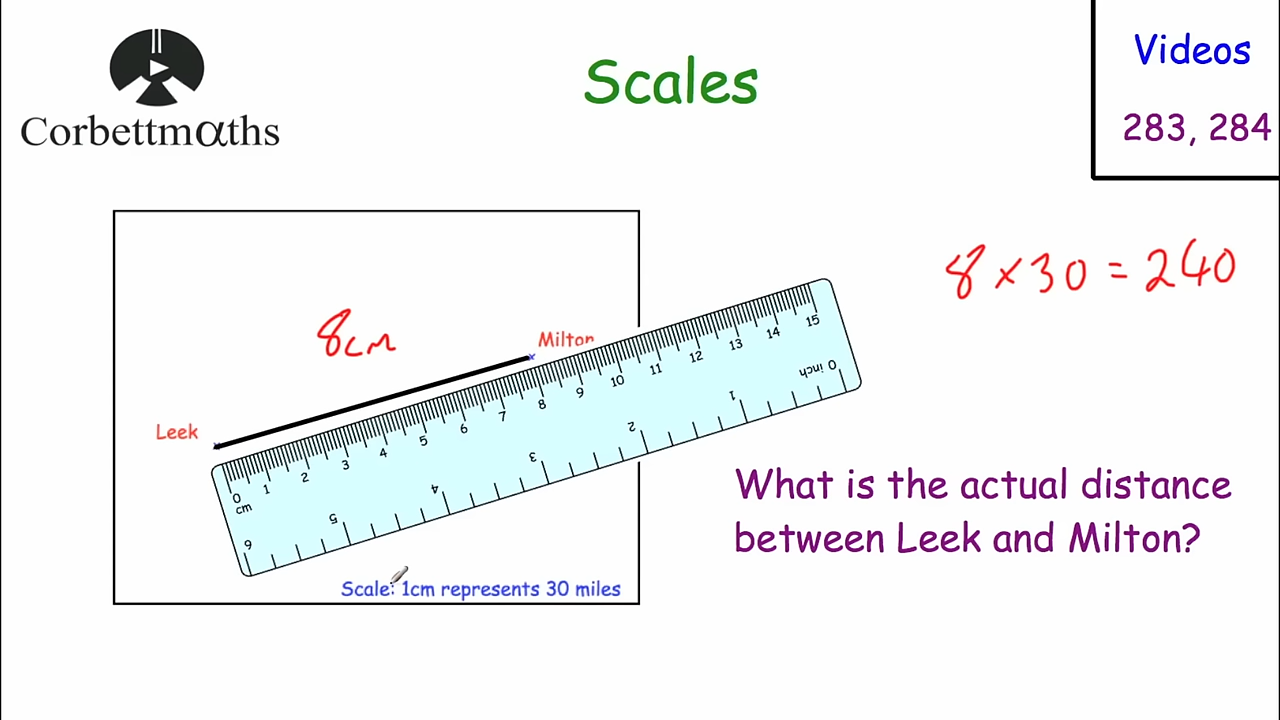 Corbettmαths
Scales
Videos
283, 284
8cm
Milton
Leek
0 1 2 3 4 5 6 7 8 9 10 11 12 13 14 15
cm
0 inch
1 2 3 4 5 6
Scale: 1cm represents 30 miles
8 × 30 = 240
What is the actual distance
between Leek and Milton?